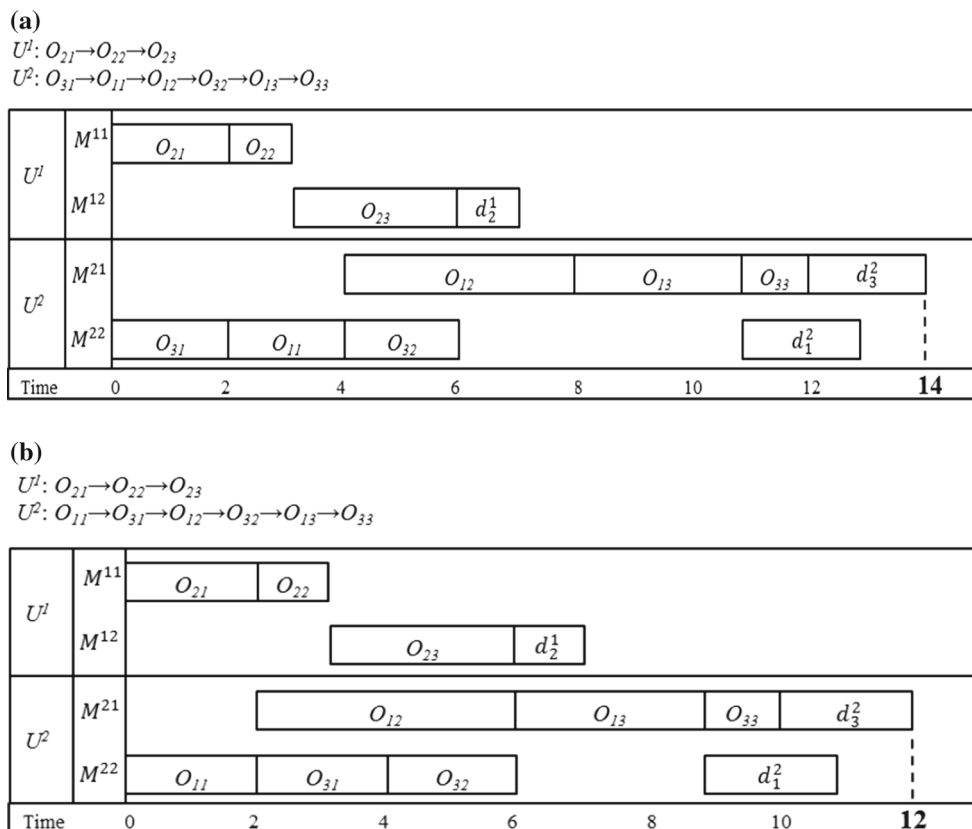 (a)
U¹: O₂₁→O₂₂→O₂₃
U²: O₃₁→O₁₁→O₁₂→O₃₂→O₁₃→O₃₃
U¹
M¹¹ O₂₁ O₂₂
M¹² O₂₃ d₂¹
U²
M²¹ O₁₂ O₁₃ O₃₃ d₃²
M²² O₃₁ O₁₁ O₃₂ d₁²
Time 0 2 4 6 8 10 12 14
(b)
U¹: O₂₁→O₂₂→O₂₃
U²: O₁₁→O₃₁→O₁₂→O₃₂→O₁₃→O₃₃
U¹
M¹¹ O₂₁ O₂₂
M¹² O₂₃ d₂¹
U²
M²¹ O₁₂ O₁₃ O₃₃ d₃²
M²² O₁₁ O₃₁ O₃₂ d₁²
Time 0 2 4 6 8 10 12